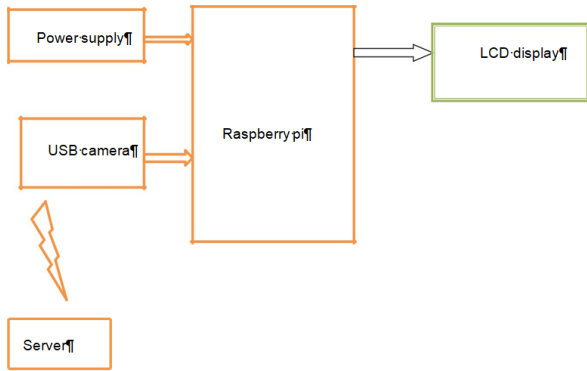 Power·supply¶
LCD·display¶
Raspberry·pi¶
USB·camera¶
Server¶